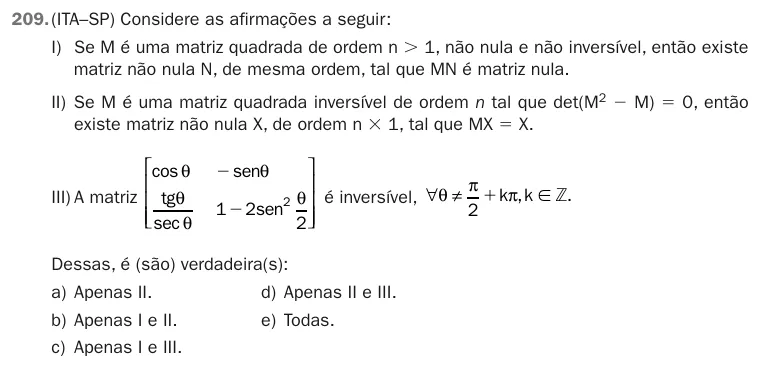 209. (ITA–SP) Considere as afirmações a seguir:
I) Se M é uma matriz quadrada de ordem n > 1, não nula e não inversível, então existe
matriz não nula N, de mesma ordem, tal que MN é matriz nula.
II) Se M é uma matriz quadrada inversível de ordem n tal que det(M² − M) = 0, então
existe matriz não nula X, de ordem n × 1, tal que MX = X.
III) A matriz [cos θ  − senθ; tgθ/sec θ  1 − 2sen² θ/2] é inversível, ∀θ ≠ π/2 + kπ, k ∈ ℤ.
Dessas, é (são) verdadeira(s):
a) Apenas II. d) Apenas II e III.
b) Apenas I e II. e) Todas.
c) Apenas I e III.